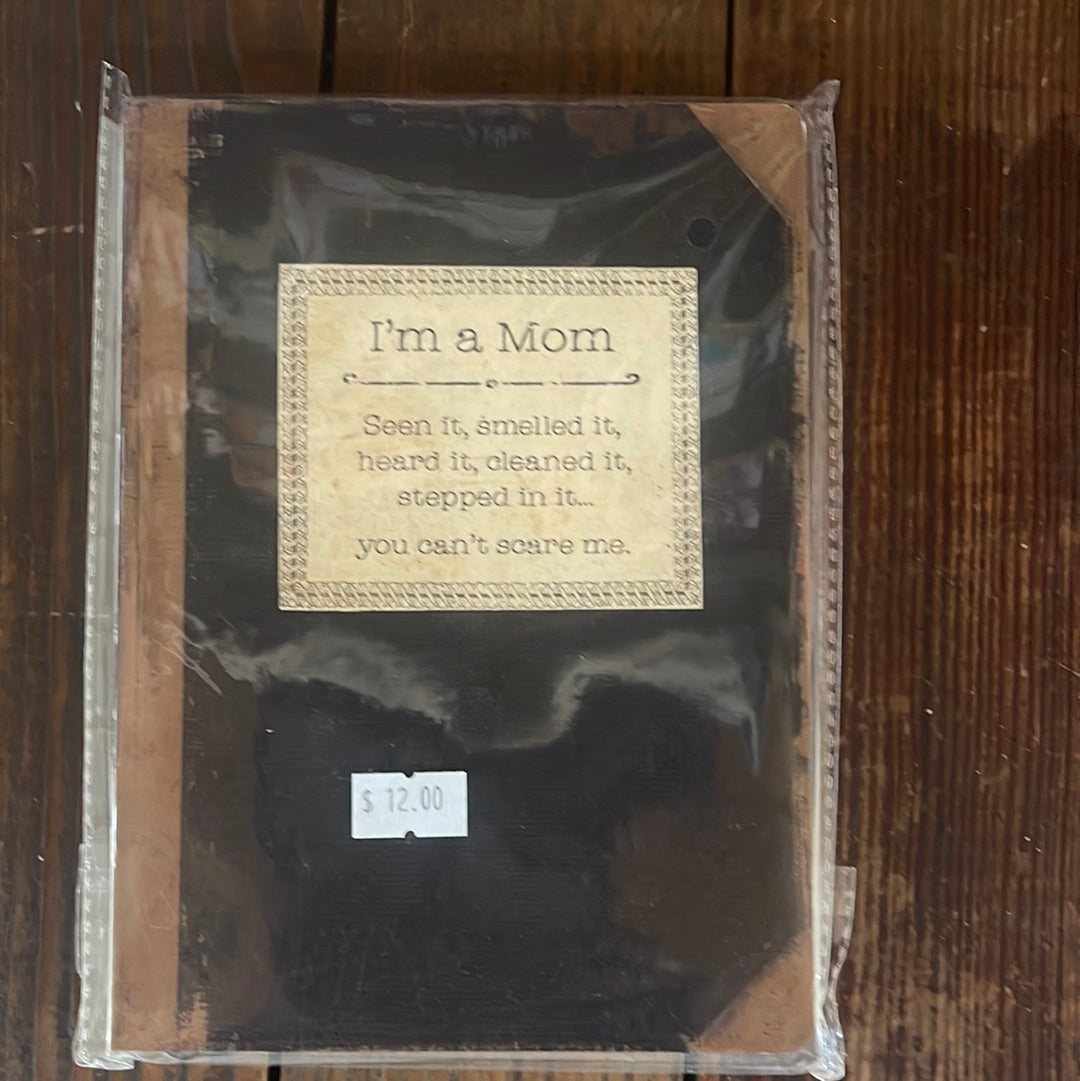 I'm a Mom
Seen it, smelled it,
heard it, cleaned it,
stepped in it...
you can't scare me.
$ 12.00